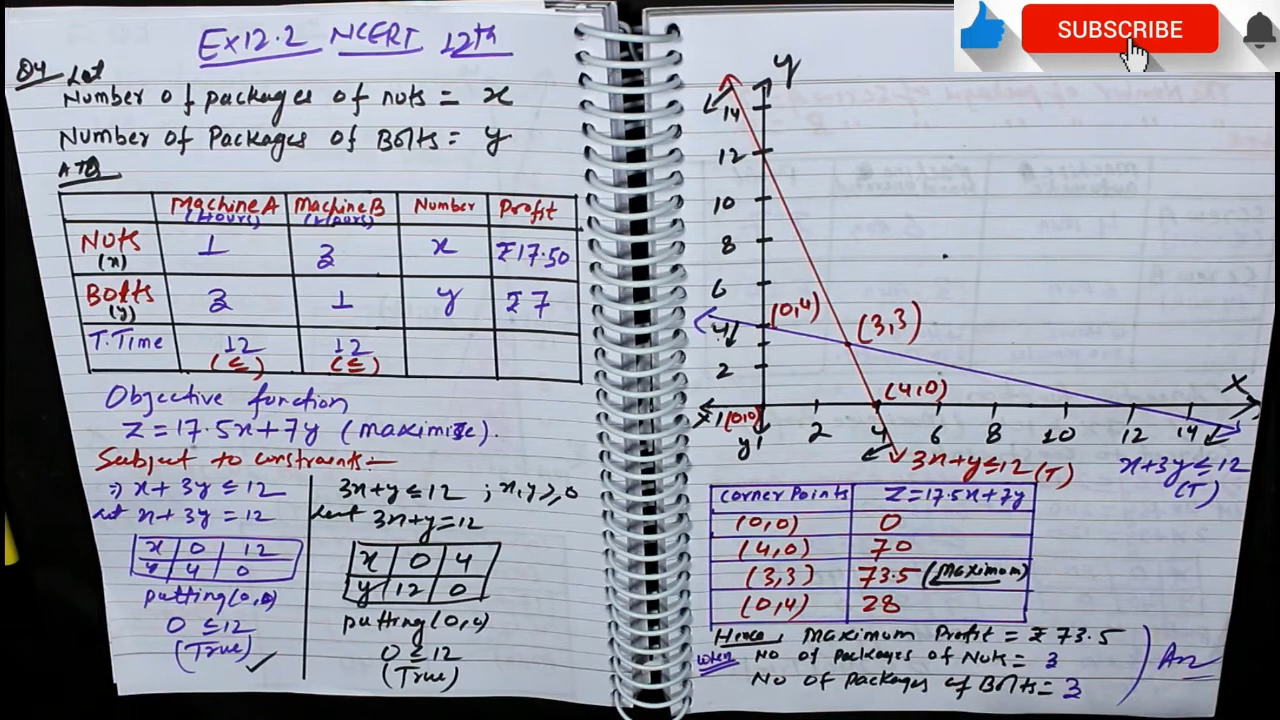 Ex12.2 NCERT 12th
Q4 Let
Number of packages of nuts = x
Number of Packages of Bolts = y
ATQ
Machine A (Hours) Machine B (Hours) Number Profit
Nuts (x) 1 3 x ₹17.50
Bolts (y) 3 1 y ₹7
T.Time 12 (≤) 12 (≤)
Objective function
Z = 17.5x + 7y (maximise).
Subject to constraints:-
⇒ x + 3y ≤ 12
let x + 3y = 12
x 0 12
y 4 0
putting (0,0)
0 ≤ 12
(True)
3x + y ≤ 12 ; x, y ≥ 0
let 3x + y = 12
x 0 4
y 12 0
putting (0,0)
0 ≤ 12
(True)
SUBSCRIBE
y
14
12
10
8
6
4
2
(0,4)
(3,3)
(4,0)
X
x' (0,0) 2 4 6 8 10 12 14
y'
3x+y≤12 (T)
x+3y≤12
(T)
Corner Points Z = 17.5x+7y
(0,0) 0
(4,0) 70
(3,3) 73.5 (Maximum)
(0,4) 28
Hence, Maximum Profit = ₹73.5
when No of packages of Nuts = 3
No of packages of Bolts = 3
Ans